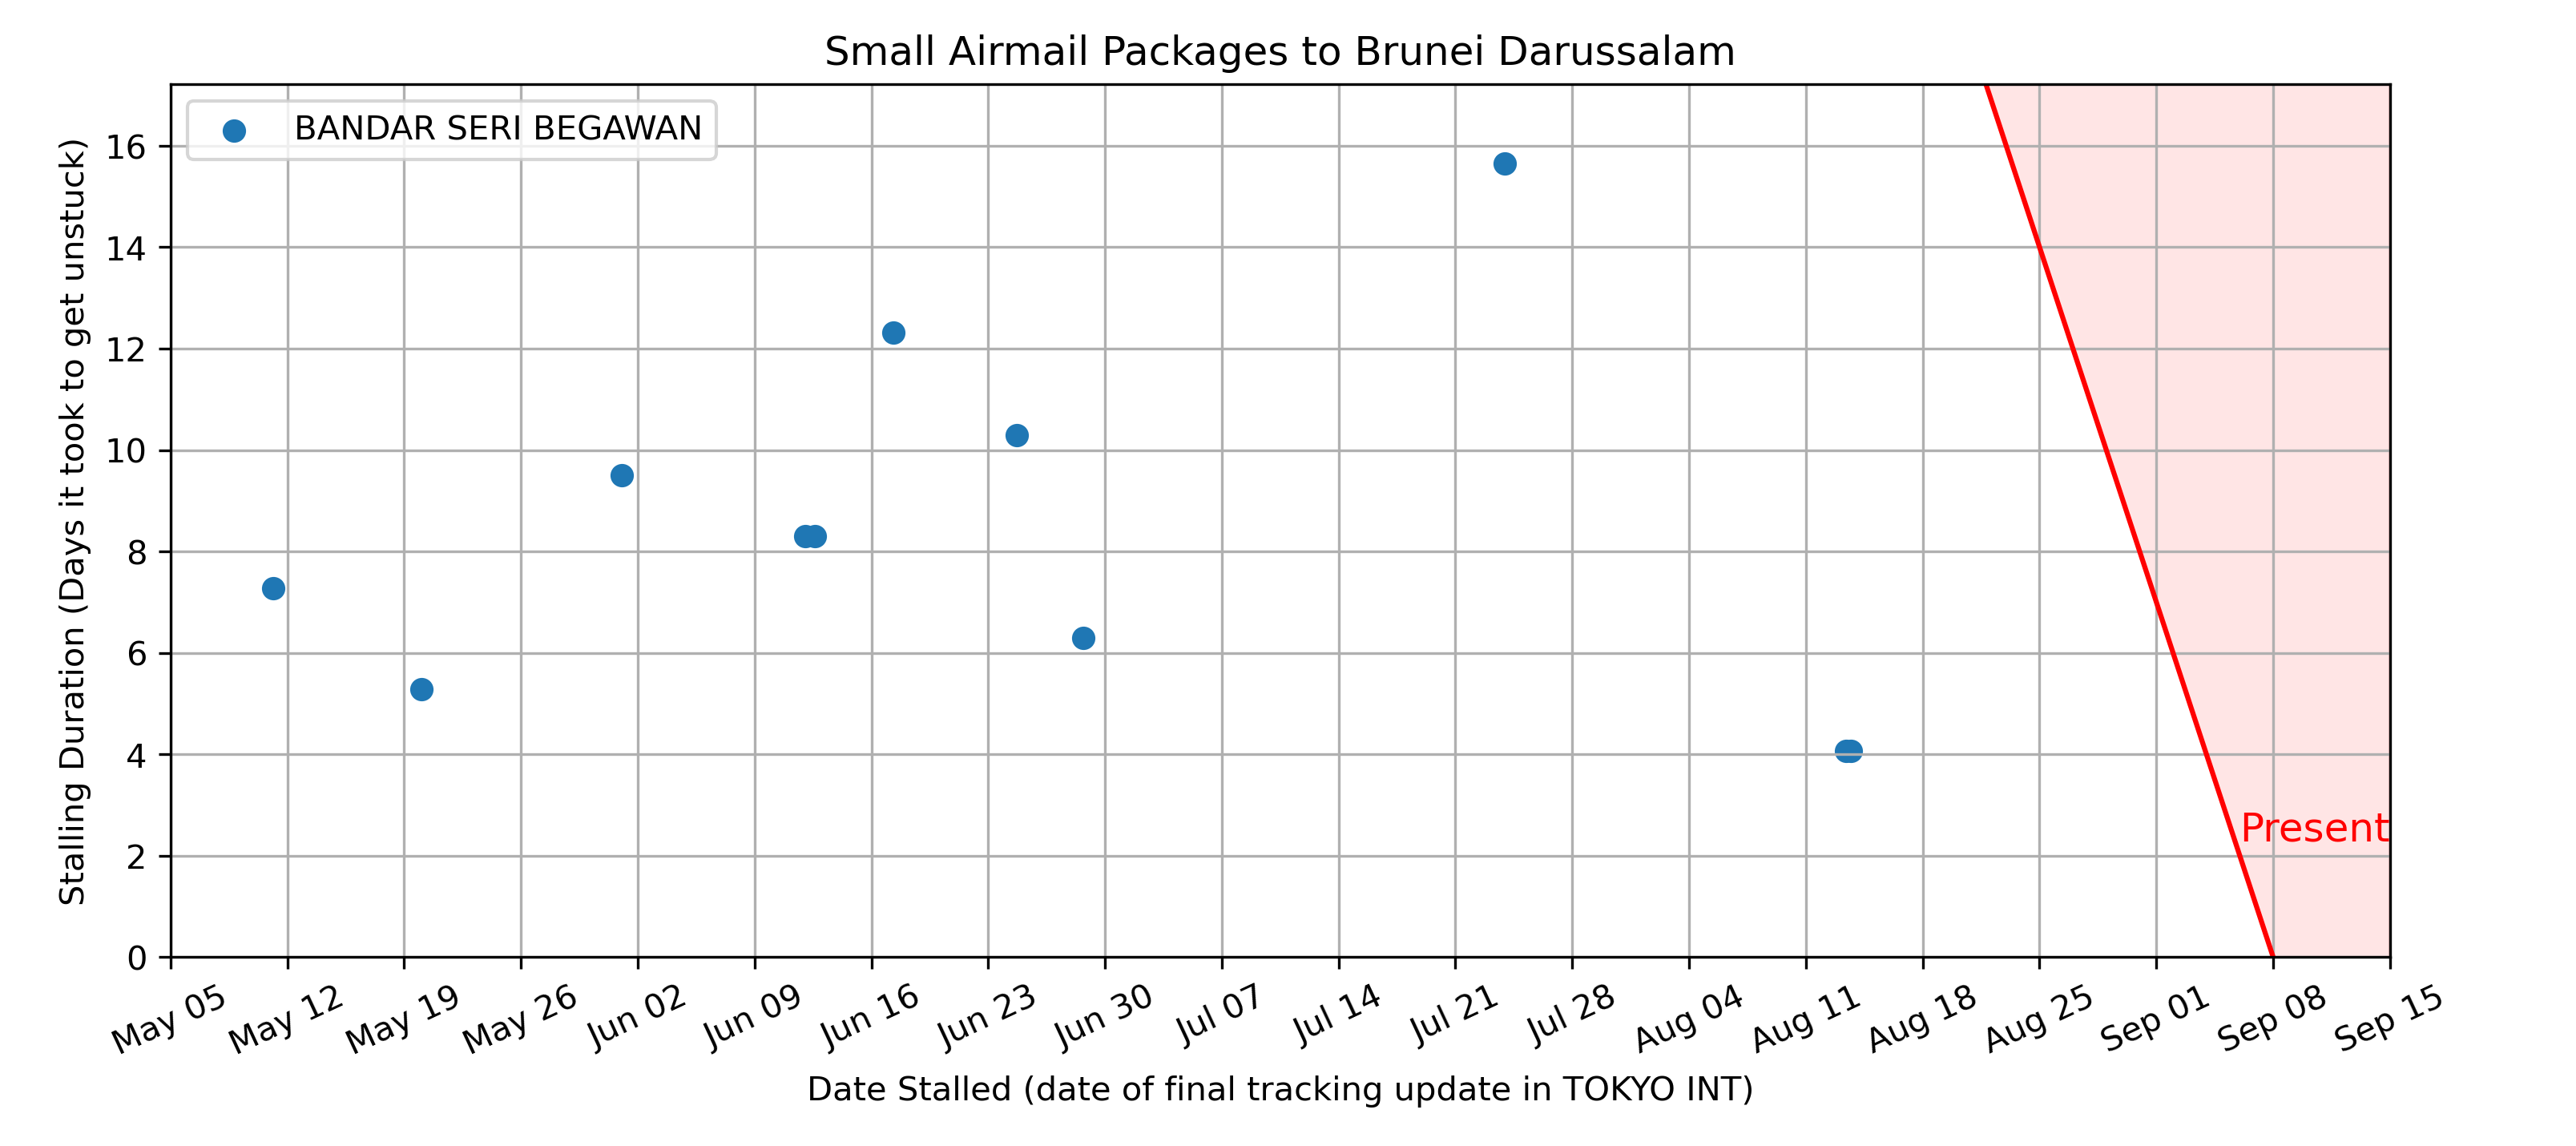 Small Airmail Packages to Brunei Darussalam
BANDAR SERI BEGAWAN
Stalling Duration (Days it took to get unstuck)
16
14
12
10
8
6
4
2
0
Present
May 05
May 12
May 19
May 26
Jun 02
Jun 09
Jun 16
Jun 23
Jun 30
Jul 07
Jul 14
Jul 21
Jul 28
Aug 04
Aug 11
Aug 18
Aug 25
Sep 01
Sep 08
Sep 15
Date Stalled (date of final tracking update in TOKYO INT)